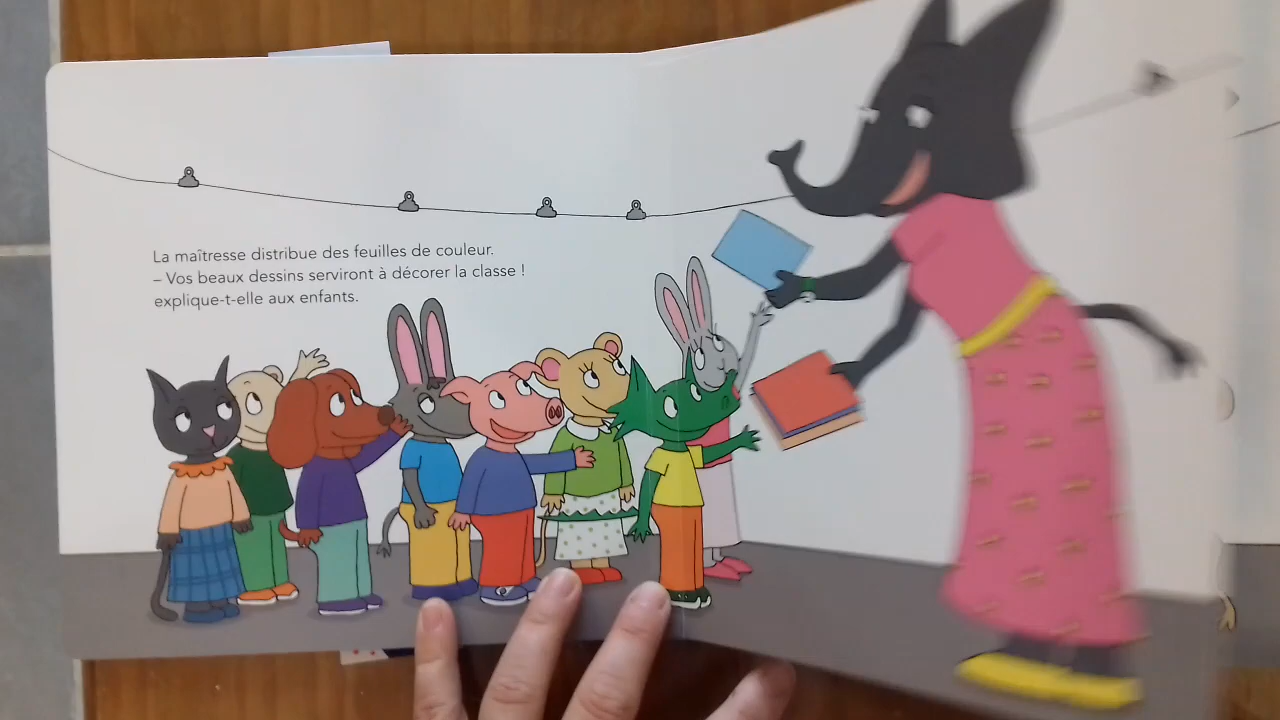 La maîtresse distribue des feuilles de couleur.
– Vos beaux dessins serviront à décorer la classe !
explique-t-elle aux enfants.